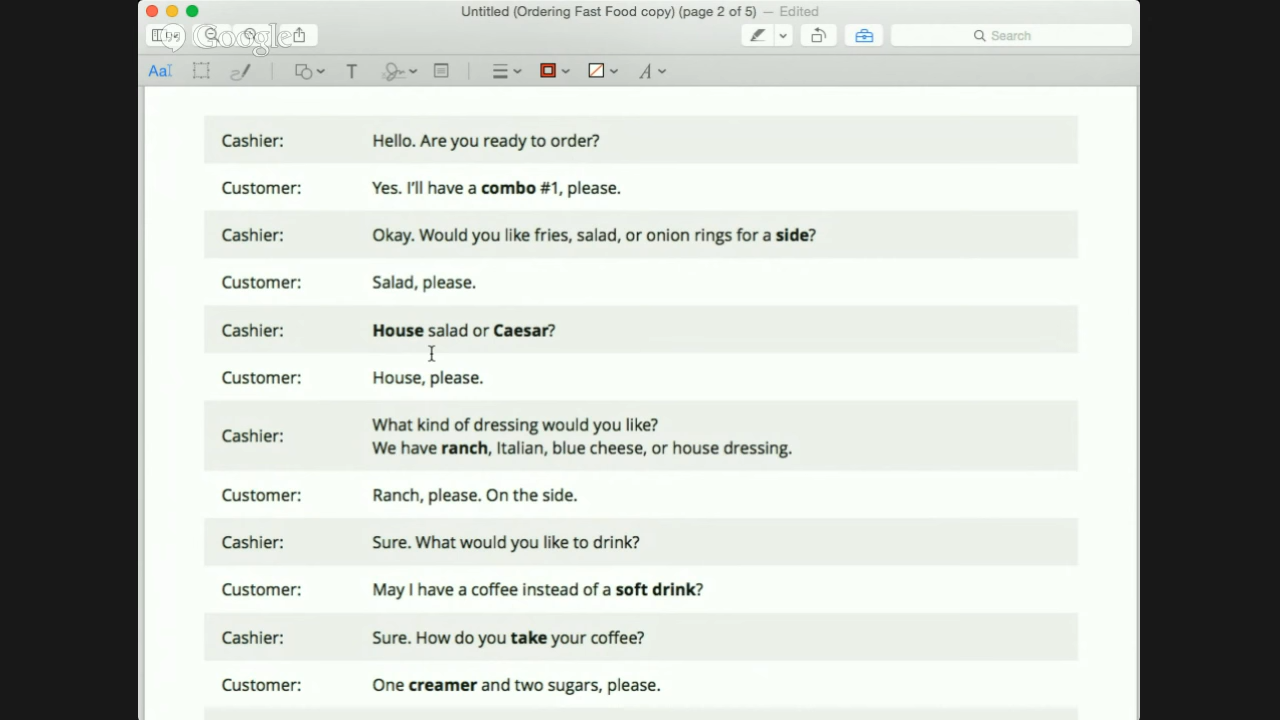 Untitled (Ordering Fast Food copy) (page 2 of 5) — Edited
Google
Search
AaI
T
A
Cashier: Hello. Are you ready to order?
Customer: Yes. I'll have a combo #1, please.
Cashier: Okay. Would you like fries, salad, or onion rings for a side?
Customer: Salad, please.
Cashier: House salad or Caesar?
Customer: House, please.
Cashier: What kind of dressing would you like?
We have ranch, Italian, blue cheese, or house dressing.
Customer: Ranch, please. On the side.
Cashier: Sure. What would you like to drink?
Customer: May I have a coffee instead of a soft drink?
Cashier: Sure. How do you take your coffee?
Customer: One creamer and two sugars, please.